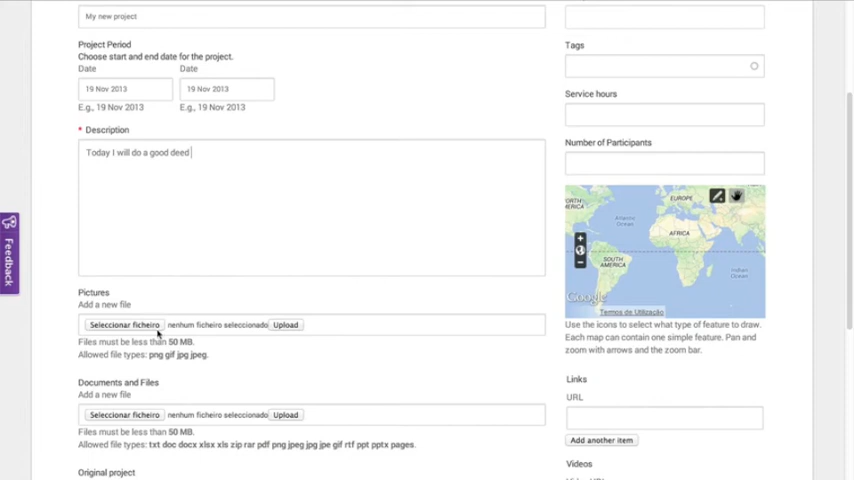 My new project
Project Period
Choose start and end date for the project.
Date Date
19 Nov 2013 19 Nov 2013
E.g., 19 Nov 2013 E.g., 19 Nov 2013
* Description
Today I will do a good deed
Pictures
Add a new file
Seleccionar ficheiro nenhum ficheiro seleccionado Upload
Files must be less than 50 MB.
Allowed file types: png gif jpg jpeg.
Documents and Files
Add a new file
Seleccionar ficheiro nenhum ficheiro seleccionado Upload
Files must be less than 50 MB.
Allowed file types: txt doc docx xlsx xls zip rar pdf png jpeg jpg jpe gif rtf ppt pptx pages.
Original project
Feedback
Tags
Service hours
Number of Participants
NORTH
AMERICA
EUROPE
Atlantic
Ocean
AFRICA
SOUTH
AMERICA
Indian
Ocean
Google
Termos de Utilização
Use the icons to select what type of feature to draw.
Each map can contain one simple feature. Pan and
zoom with arrows and the zoom bar.
Links
URL
Add another item
Videos
Video URL